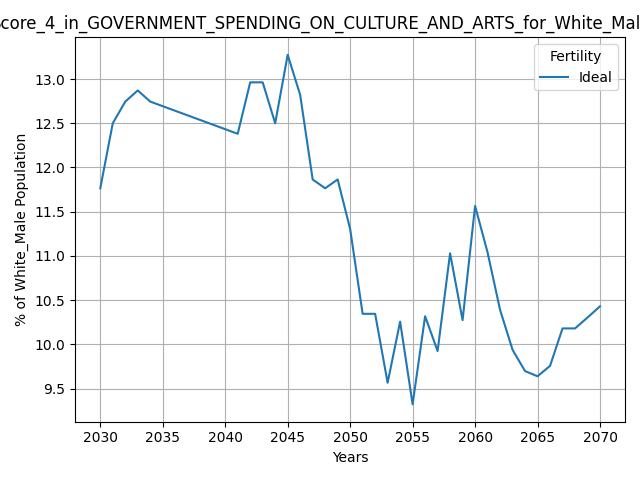 core_4_in_GOVERNMENT_SPENDING_ON_CULTURE_AND_ARTS_for_White_Mal
Fertility
Ideal
13.0
12.5
12.0
11.5
11.0
10.5
10.0
9.5
% of White_Male Population
2030 2035 2040 2045 2050 2055 2060 2065 2070
Years